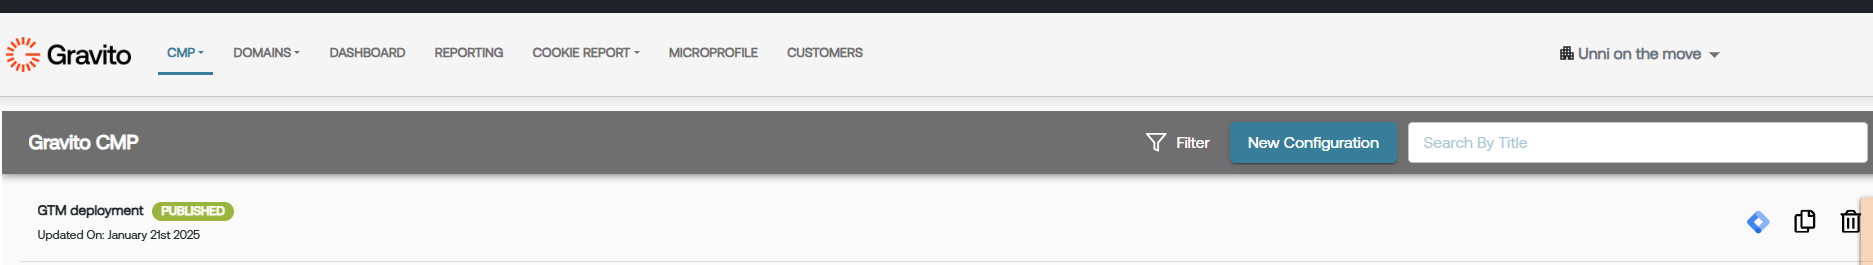 Gravito CMP DOMAINS DASHBOARD REPORTING COOKIE REPORT MICROPROFILE CUSTOMERS Unni on the move
Gravito CMP Filter New Configuration Search By Title
GTM deployment PUBLISHED
Updated On: January 21st 2025